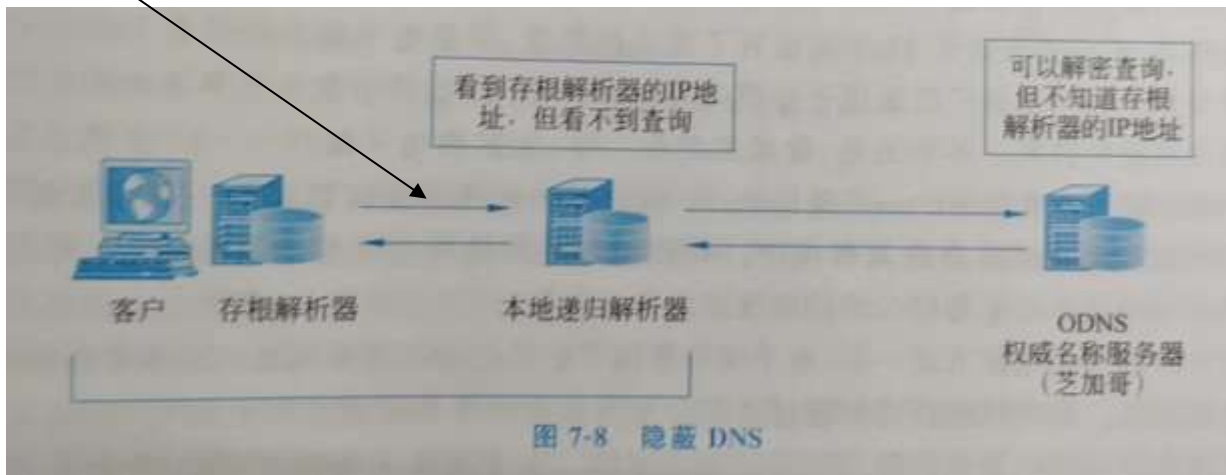 看到存根解析器的IP地
址，但看不到查询
可以解密查询，
但不知道存根
解析器的IP地址
客户
存根解析器
本地递归解析器
ODNS
权威名称服务器
（芝加哥）
图 7-8 隐蔽 DNS